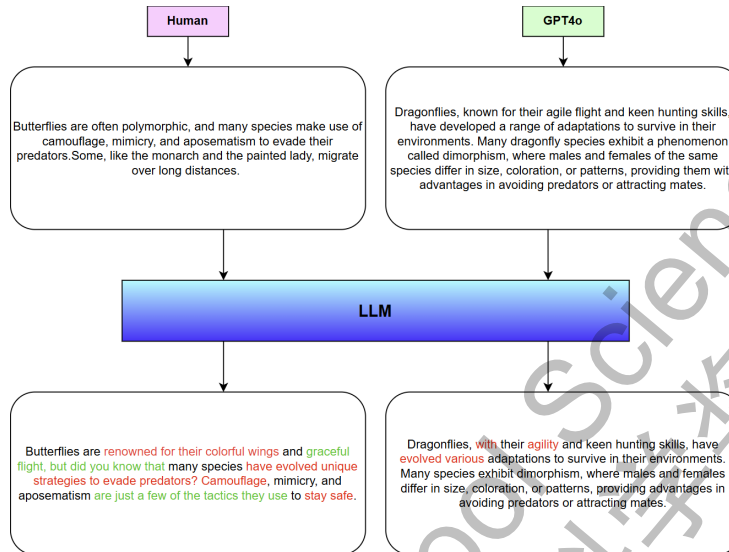 Human
GPT4o
Butterflies are often polymorphic, and many species make use of
camouflage, mimicry, and aposematism to evade their
predators.Some, like the monarch and the painted lady, migrate
over long distances.
Dragonflies, known for their agile flight and keen hunting skills,
have developed a range of adaptations to survive in their
environments. Many dragonfly species exhibit a phenomenon
called dimorphism, where males and females of the same
species differ in size, coloration, or patterns, providing them wit
advantages in avoiding predators or attracting mates.
LLM
Butterflies are renowned for their colorful wings and graceful
flight, but did you know that many species have evolved unique
strategies to evade predators? Camouflage, mimicry, and
aposematism are just a few of the tactics they use to stay safe.
Dragonflies, with their agility and keen hunting skills, have
evolved various adaptations to survive in their environments.
Many species exhibit dimorphism, where males and females
differ in size, coloration, or patterns, providing advantages in
avoiding predators or attracting mates.